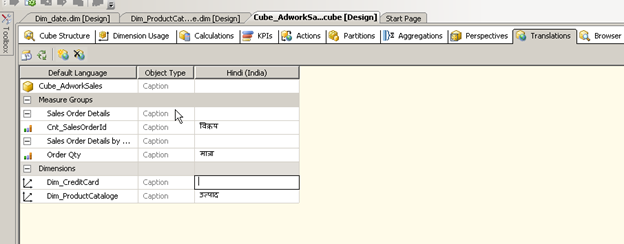 Dim_date.dim [Design] Dim_ProductCat...e.dim [Design] Cube_AdworkSa...cube [Design] Start Page
Toolbox
Cube Structure Dimension Usage Calculations KPIs Actions Partitions Aggregations Perspectives Translations Browser
Default Language Object Type Hindi (India)
Cube_AdworkSales Caption
Measure Groups
Sales Order Details Caption
Cnt_SalesOrderId Caption विक्रय
Sales Order Details by ... Caption
Order Qty Caption मात्र
Dimensions
Dim_CreditCard Caption
Dim_ProductCataloge Caption उत्पाद